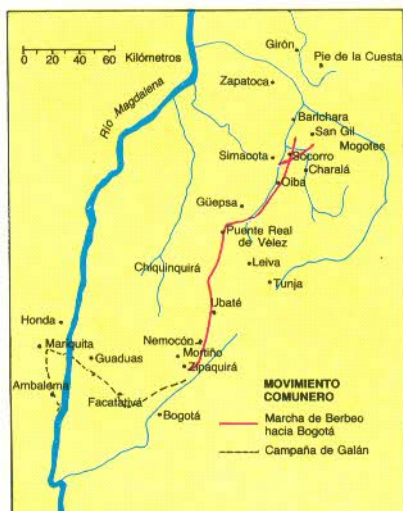 0 20 40 60
Kilómetros
Río Magdalena
Girón
Pie de la Cuesta
Zapatoca
Barichara
San Gil
Mogotes
Simacota
Socorro
Charalá
Oiba
Güepsa
Puente Real
de Vélez
Leiva
Chiquinquirá
Tunja
Ubaté
Honda
Nemocón
Mariquita
Mortiño
Guaduas
Zipaquirá
Ambalema
Facatativá
Bogotá
MOVIMIENTO
COMUNERO
Marcha de Berbeo
hacia Bogotá
Campaña de Galán